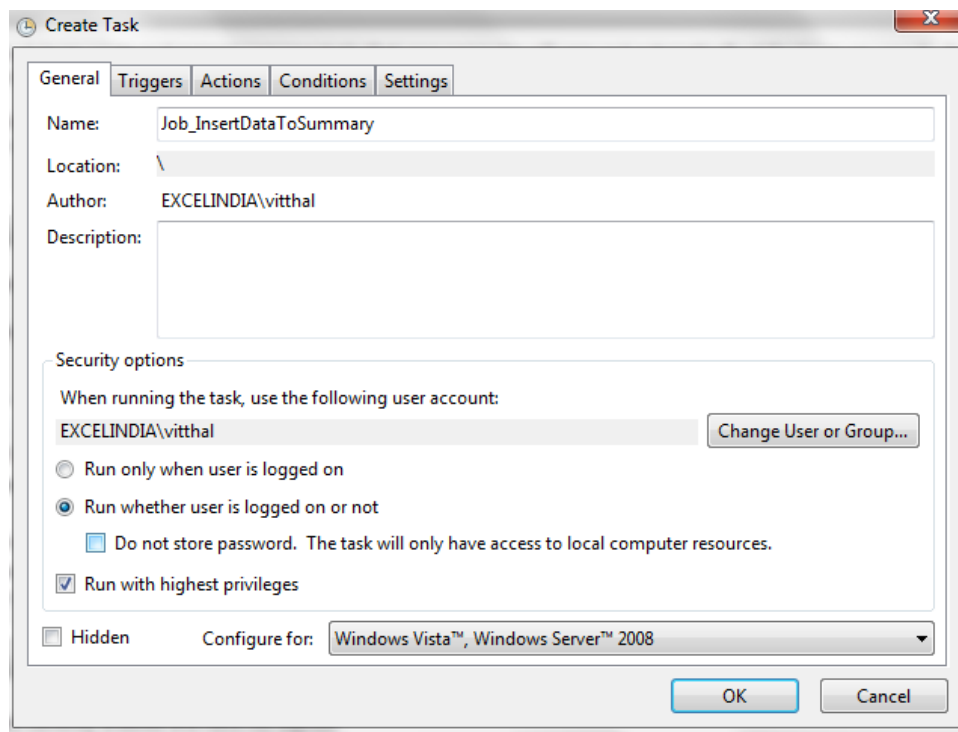 Create Task
General Triggers Actions Conditions Settings
Name: Job_InsertDataToSummary
Location: \
Author: EXCELINDIA\vitthal
Description:
Security options
When running the task, use the following user account:
EXCELINDIA\vitthal Change User or Group...
Run only when user is logged on
Run whether user is logged on or not
Do not store password. The task will only have access to local computer resources.
Run with highest privileges
Hidden Configure for: Windows Vista™, Windows Server™ 2008
OK Cancel